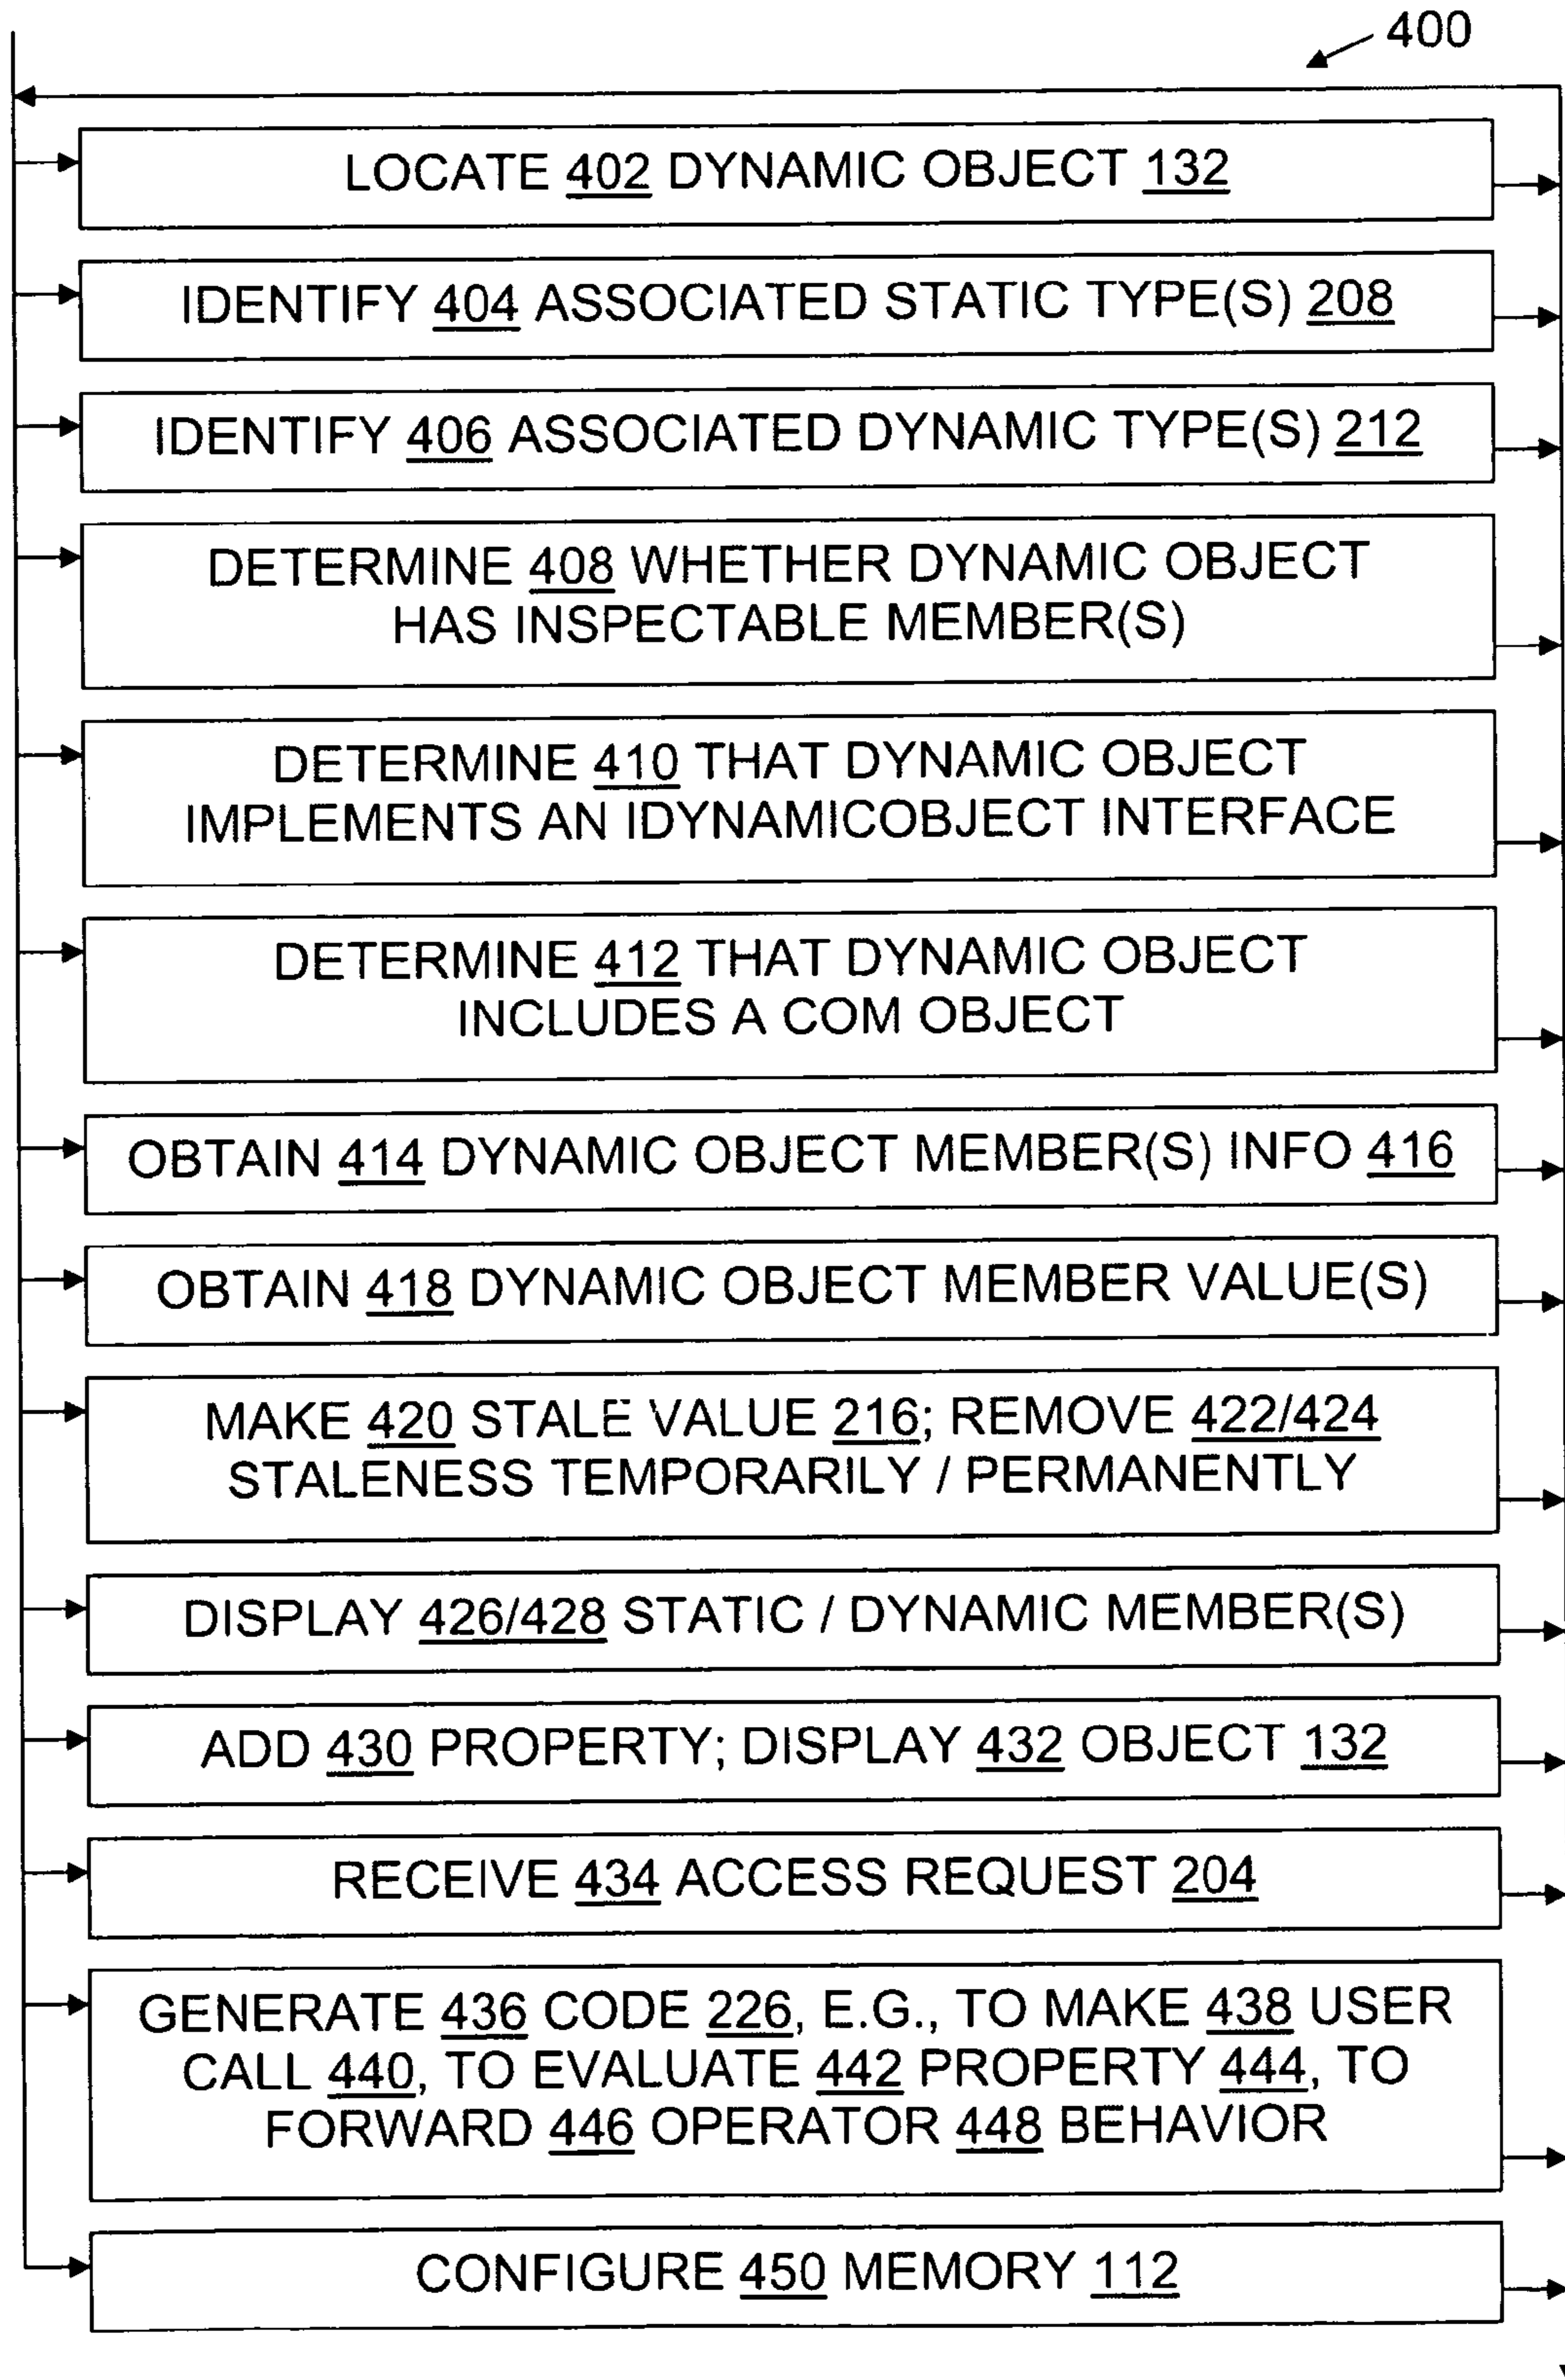 400
LOCATE 402 DYNAMIC OBJECT 132
IDENTIFY 404 ASSOCIATED STATIC TYPE(S) 208
IDENTIFY 406 ASSOCIATED DYNAMIC TYPE(S) 212
DETERMINE 408 WHETHER DYNAMIC OBJECT
HAS INSPECTABLE MEMBER(S)
DETERMINE 410 THAT DYNAMIC OBJECT
IMPLEMENTS AN IDYNAMICOBJECT INTERFACE
DETERMINE 412 THAT DYNAMIC OBJECT
INCLUDES A COM OBJECT
OBTAIN 414 DYNAMIC OBJECT MEMBER(S) INFO 416
OBTAIN 418 DYNAMIC OBJECT MEMBER VALUE(S)
MAKE 420 STALE VALUE 216; REMOVE 422/424
STALENESS TEMPORARILY / PERMANENTLY
DISPLAY 426/428 STATIC / DYNAMIC MEMBER(S)
ADD 430 PROPERTY; DISPLAY 432 OBJECT 132
RECEIVE 434 ACCESS REQUEST 204
GENERATE 436 CODE 226, E.G., TO MAKE 438 USER
CALL 440, TO EVALUATE 442 PROPERTY 444, TO
FORWARD 446 OPERATOR 448 BEHAVIOR
CONFIGURE 450 MEMORY 112